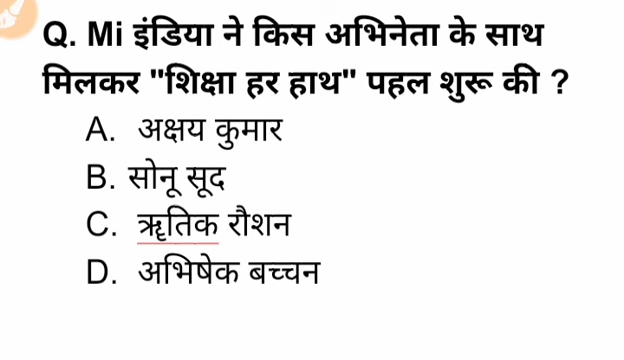 Q. Mi इंडिया ने किस अभिनेता के साथ
मिलकर "शिक्षा हर हाथ" पहल शुरू की ?
A. अक्षय कुमार
B. सोनू सूद
C. ऋतिक रौशन
D. अभिषेक बच्चन